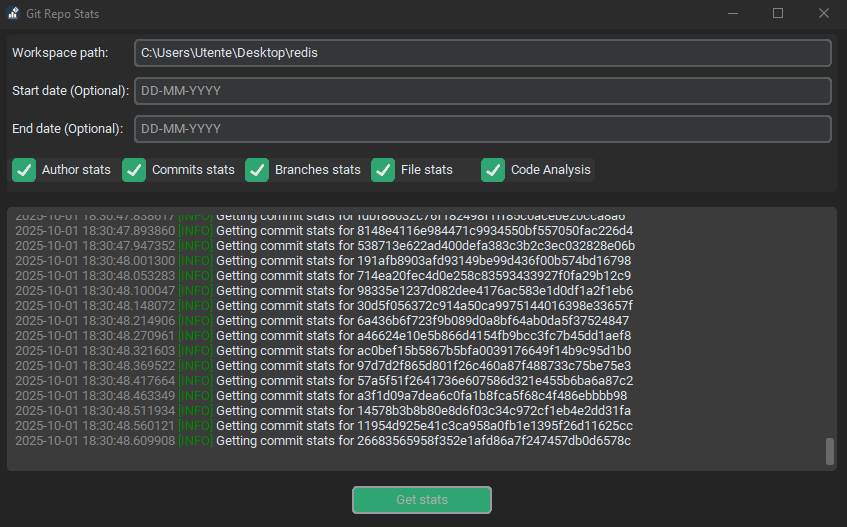 Git Repo Stats
Workspace path: C:\Users\Utente\Desktop\redis
Start date (Optional): DD-MM-YYYY
End date (Optional): DD-MM-YYYY
Author stats Commits stats Branches stats File stats Code Analysis
2025-10-01 18:30:47.838617 [INFO] Getting commit stats for
2025-10-01 18:30:47.893860 [INFO] Getting commit stats for 8148e4116e984471c9934550bf557050fac226d4
2025-10-01 18:30:47.947352 [INFO] Getting commit stats for 538713e622ad400defa383c3b2c3ec032828e06b
2025-10-01 18:30:48.001300 [INFO] Getting commit stats for 191afb8903afd93149be99d436f00b574bd16798
2025-10-01 18:30:48.053283 [INFO] Getting commit stats for 714ea20fec4d0e258c83593433927f0fa29b12c9
2025-10-01 18:30:48.100047 [INFO] Getting commit stats for 98335e1237d082dee4176ac583e1d0df1a2f1eb6
2025-10-01 18:30:48.148072 [INFO] Getting commit stats for 30d5f056372c914a50ca9975144016398e33657f
2025-10-01 18:30:48.214906 [INFO] Getting commit stats for 6a436b6f723f9b089d0a8bf64ab0da5f37524847
2025-10-01 18:30:48.270961 [INFO] Getting commit stats for a46624e10e5b866d4154fb9bcc3fc7b45dd1aef8
2025-10-01 18:30:48.321603 [INFO] Getting commit stats for ac0bef15b5867b5bfa0039176649f14b9c95d1b0
2025-10-01 18:30:48.369522 [INFO] Getting commit stats for 97d7d2f865d801f26c460a87f488733c75be75e3
2025-10-01 18:30:48.417664 [INFO] Getting commit stats for 57a5f51f2641736e607586d321e455b6ba6a87c2
2025-10-01 18:30:48.463349 [INFO] Getting commit stats for a3f1d09a7dea6c0fa1b8fca5f68c4f486ebbbb98
2025-10-01 18:30:48.511934 [INFO] Getting commit stats for 14578b3b8b80e8d6f03c34c972cf1eb4e2dd31fa
2025-10-01 18:30:48.560121 [INFO] Getting commit stats for 11954d925e41c3ca958a0fb1e1395f26d11625cc
2025-10-01 18:30:48.609908 [INFO] Getting commit stats for 26683565958f352e1afd86a7f247457db0d6578c
Get stats